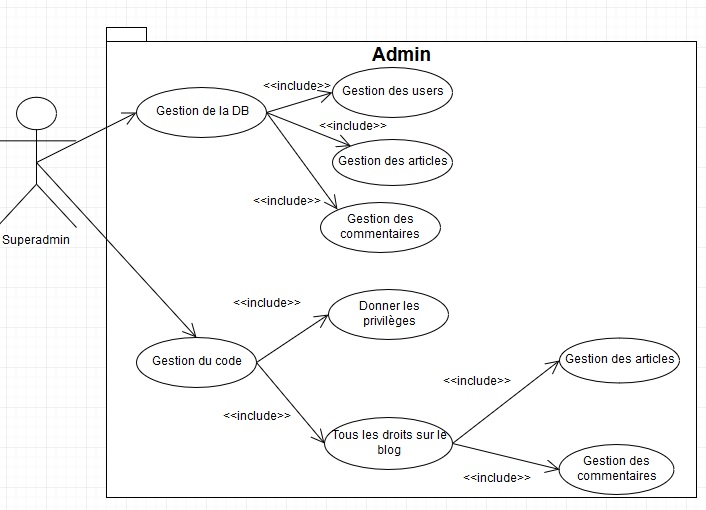 Admin
<<include>>
Gestion des users
Gestion de la DB
<<include>>
Gestion des articles
<<include>>
Gestion des
commentaires
Superadmin
<<include>>
Donner les
privilèges
Gestion du code
Gestion des articles
<<include>>
<<include>>
Tous les droits sur le
blog
Gestion des
commentaires
<<include>>